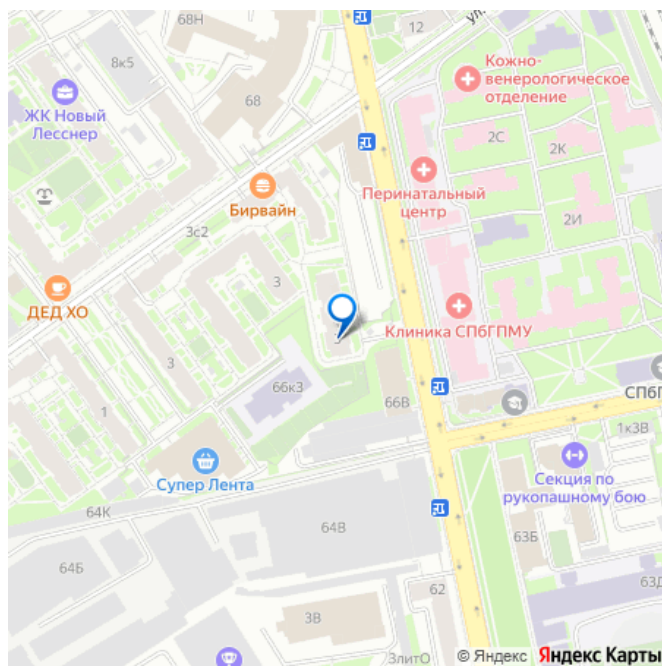 68Н
12
ул.
8к5
Кожно-
венерологическое
отделение
68
ЖК Новый
Лесснер
2С
2К
Перинатальный
центр
Бирвайн
2И
3с2
3
ДЕД ХО
3
Клиника СПбГПМУ
3
66к3
66В
СПбГ
1
1к3В
Супер Лента
Секция по
рукопашному бою
64К
64В
63Б
64Б
62
63Д
3В
3литО
© Яндекс Яндекс Карты